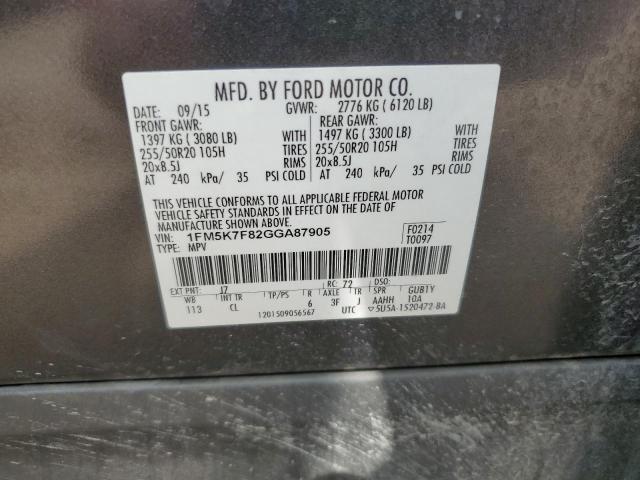 MFD. BY FORD MOTOR CO.
DATE: 09/15 GVWR: 2776 KG ( 6120 LB)
FRONT GAWR: REAR GAWR:
1397 KG ( 3080 LB) WITH 1497 KG ( 3300 LB) WITH
255/50R20 105H TIRES 255/50R20 105H TIRES
20x8.5J RIMS 20x8.5J RIMS
AT 240 kPa/ 35 PSI COLD AT 240 kPa/ 35 PSI COLD
THIS VEHICLE CONFORMS TO ALL APPLICABLE FEDERAL MOTOR
VEHICLE SAFETY STANDARDS IN EFFECT ON THE DATE OF
MANUFACTURE SHOWN ABOVE.
VIN: 1FM5K7F82GGA87905 F0214
TYPE: MPV T0097
EXT PNT: J7 RC: 72 DSO:
WB INT TR TP/PS R AXLE TR SPR GUB1Y
113 CL 6 3F J AAHH 10A
1201509056567 UTC ▽5U5A-1520472-BA